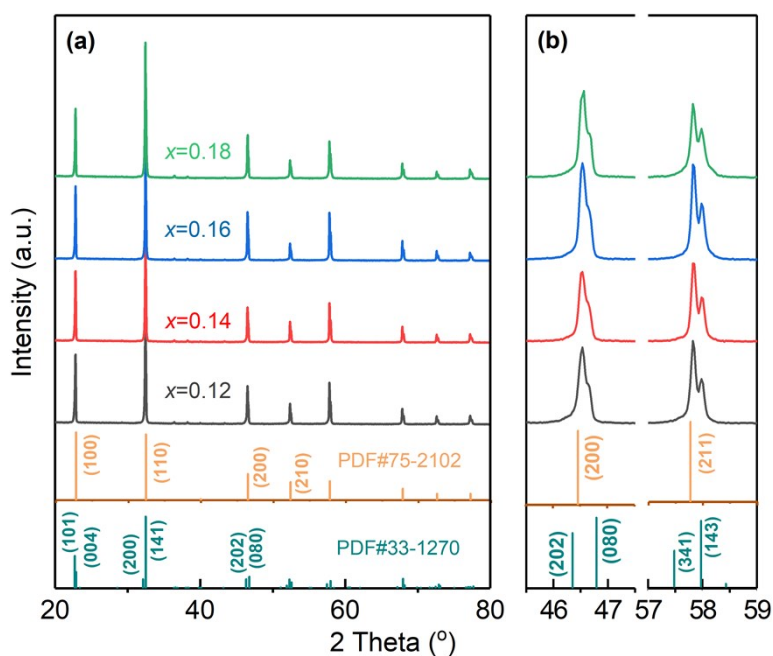 (a)
(b)
x=0.18
x=0.16
x=0.14
x=0.12
Intensity (a.u.)
(100)
(110)
(200)
(210)
PDF#75-2102
(200)
(211)
(101)
(004)
(200)
(141)
(202)
(080)
PDF#33-1270
(202)
(080)
(341)
(143)
20 40 60 80
46 47 57 58 59
2 Theta (°)